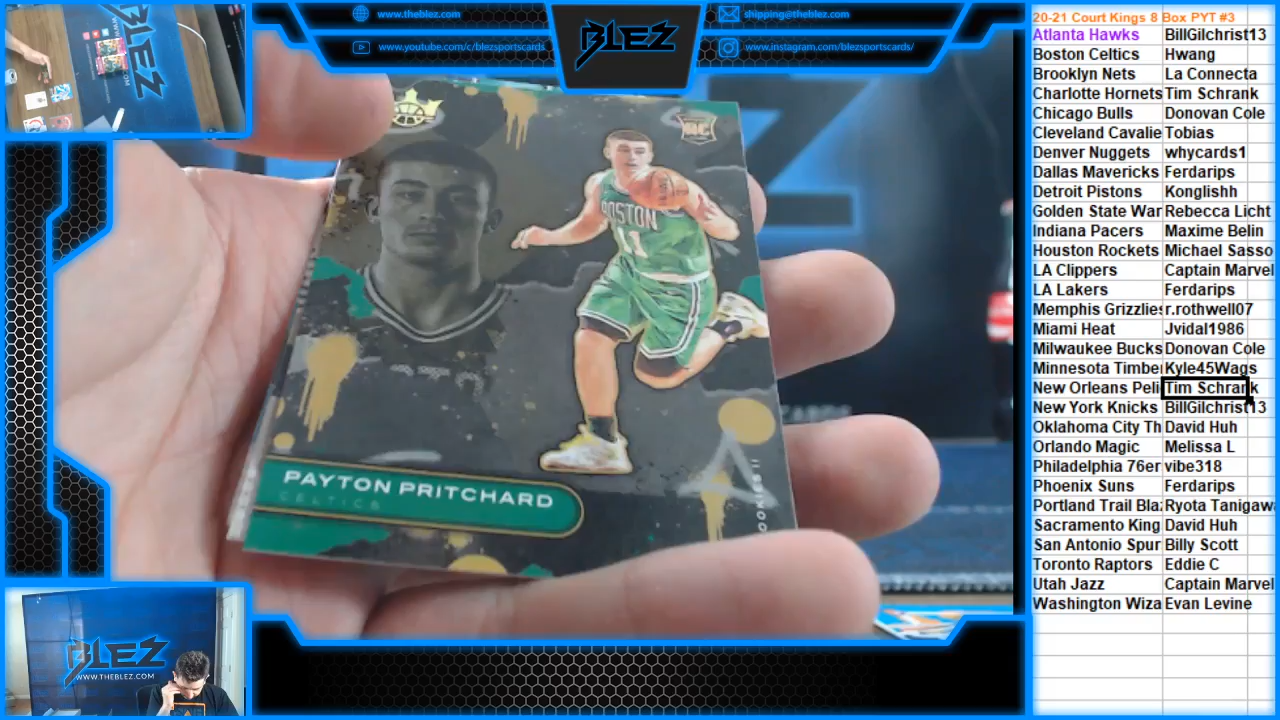 www.theblez.com
www.youtube.com/c/blezsportscards
BLEZ
shipping@theblez.com
www.instagram.com/blezsportscards/
RC
BOSTON
11
PAYTON PRITCHARD
CELTICS
BLEZ
WWW.THEBLEZ.COM
20-21 Court Kings 8 Box PYT #3
Atlanta Hawks BillGilchrist13
Boston Celtics Hwang
Brooklyn Nets La Connecta
Charlotte Hornets Tim Schrank
Chicago Bulls Donovan Cole
Cleveland Cavalie Tobias
Denver Nuggets whycards1
Dallas Mavericks Ferdarips
Detroit Pistons Konglishh
Golden State War Rebecca Licht
Indiana Pacers Maxime Belin
Houston Rockets Michael Sasso
LA Clippers Captain Marvel
LA Lakers Ferdarips
Memphis Grizzlies r.rothwell07
Miami Heat Jvidal1986
Milwaukee Bucks Donovan Cole
Minnesota Timbe Kyle45Wags
New Orleans Peli Tim Schrank
New York Knicks BillGilchrist13
Oklahoma City Th David Huh
Orlando Magic Melissa L
Philadelphia 76er vibe318
Phoenix Suns Ferdarips
Portland Trail Blaz Ryota Tanigawa
Sacramento King David Huh
San Antonio Spur Billy Scott
Toronto Raptors Eddie C
Utah Jazz Captain Marvel
Washington Wiza Evan Levine